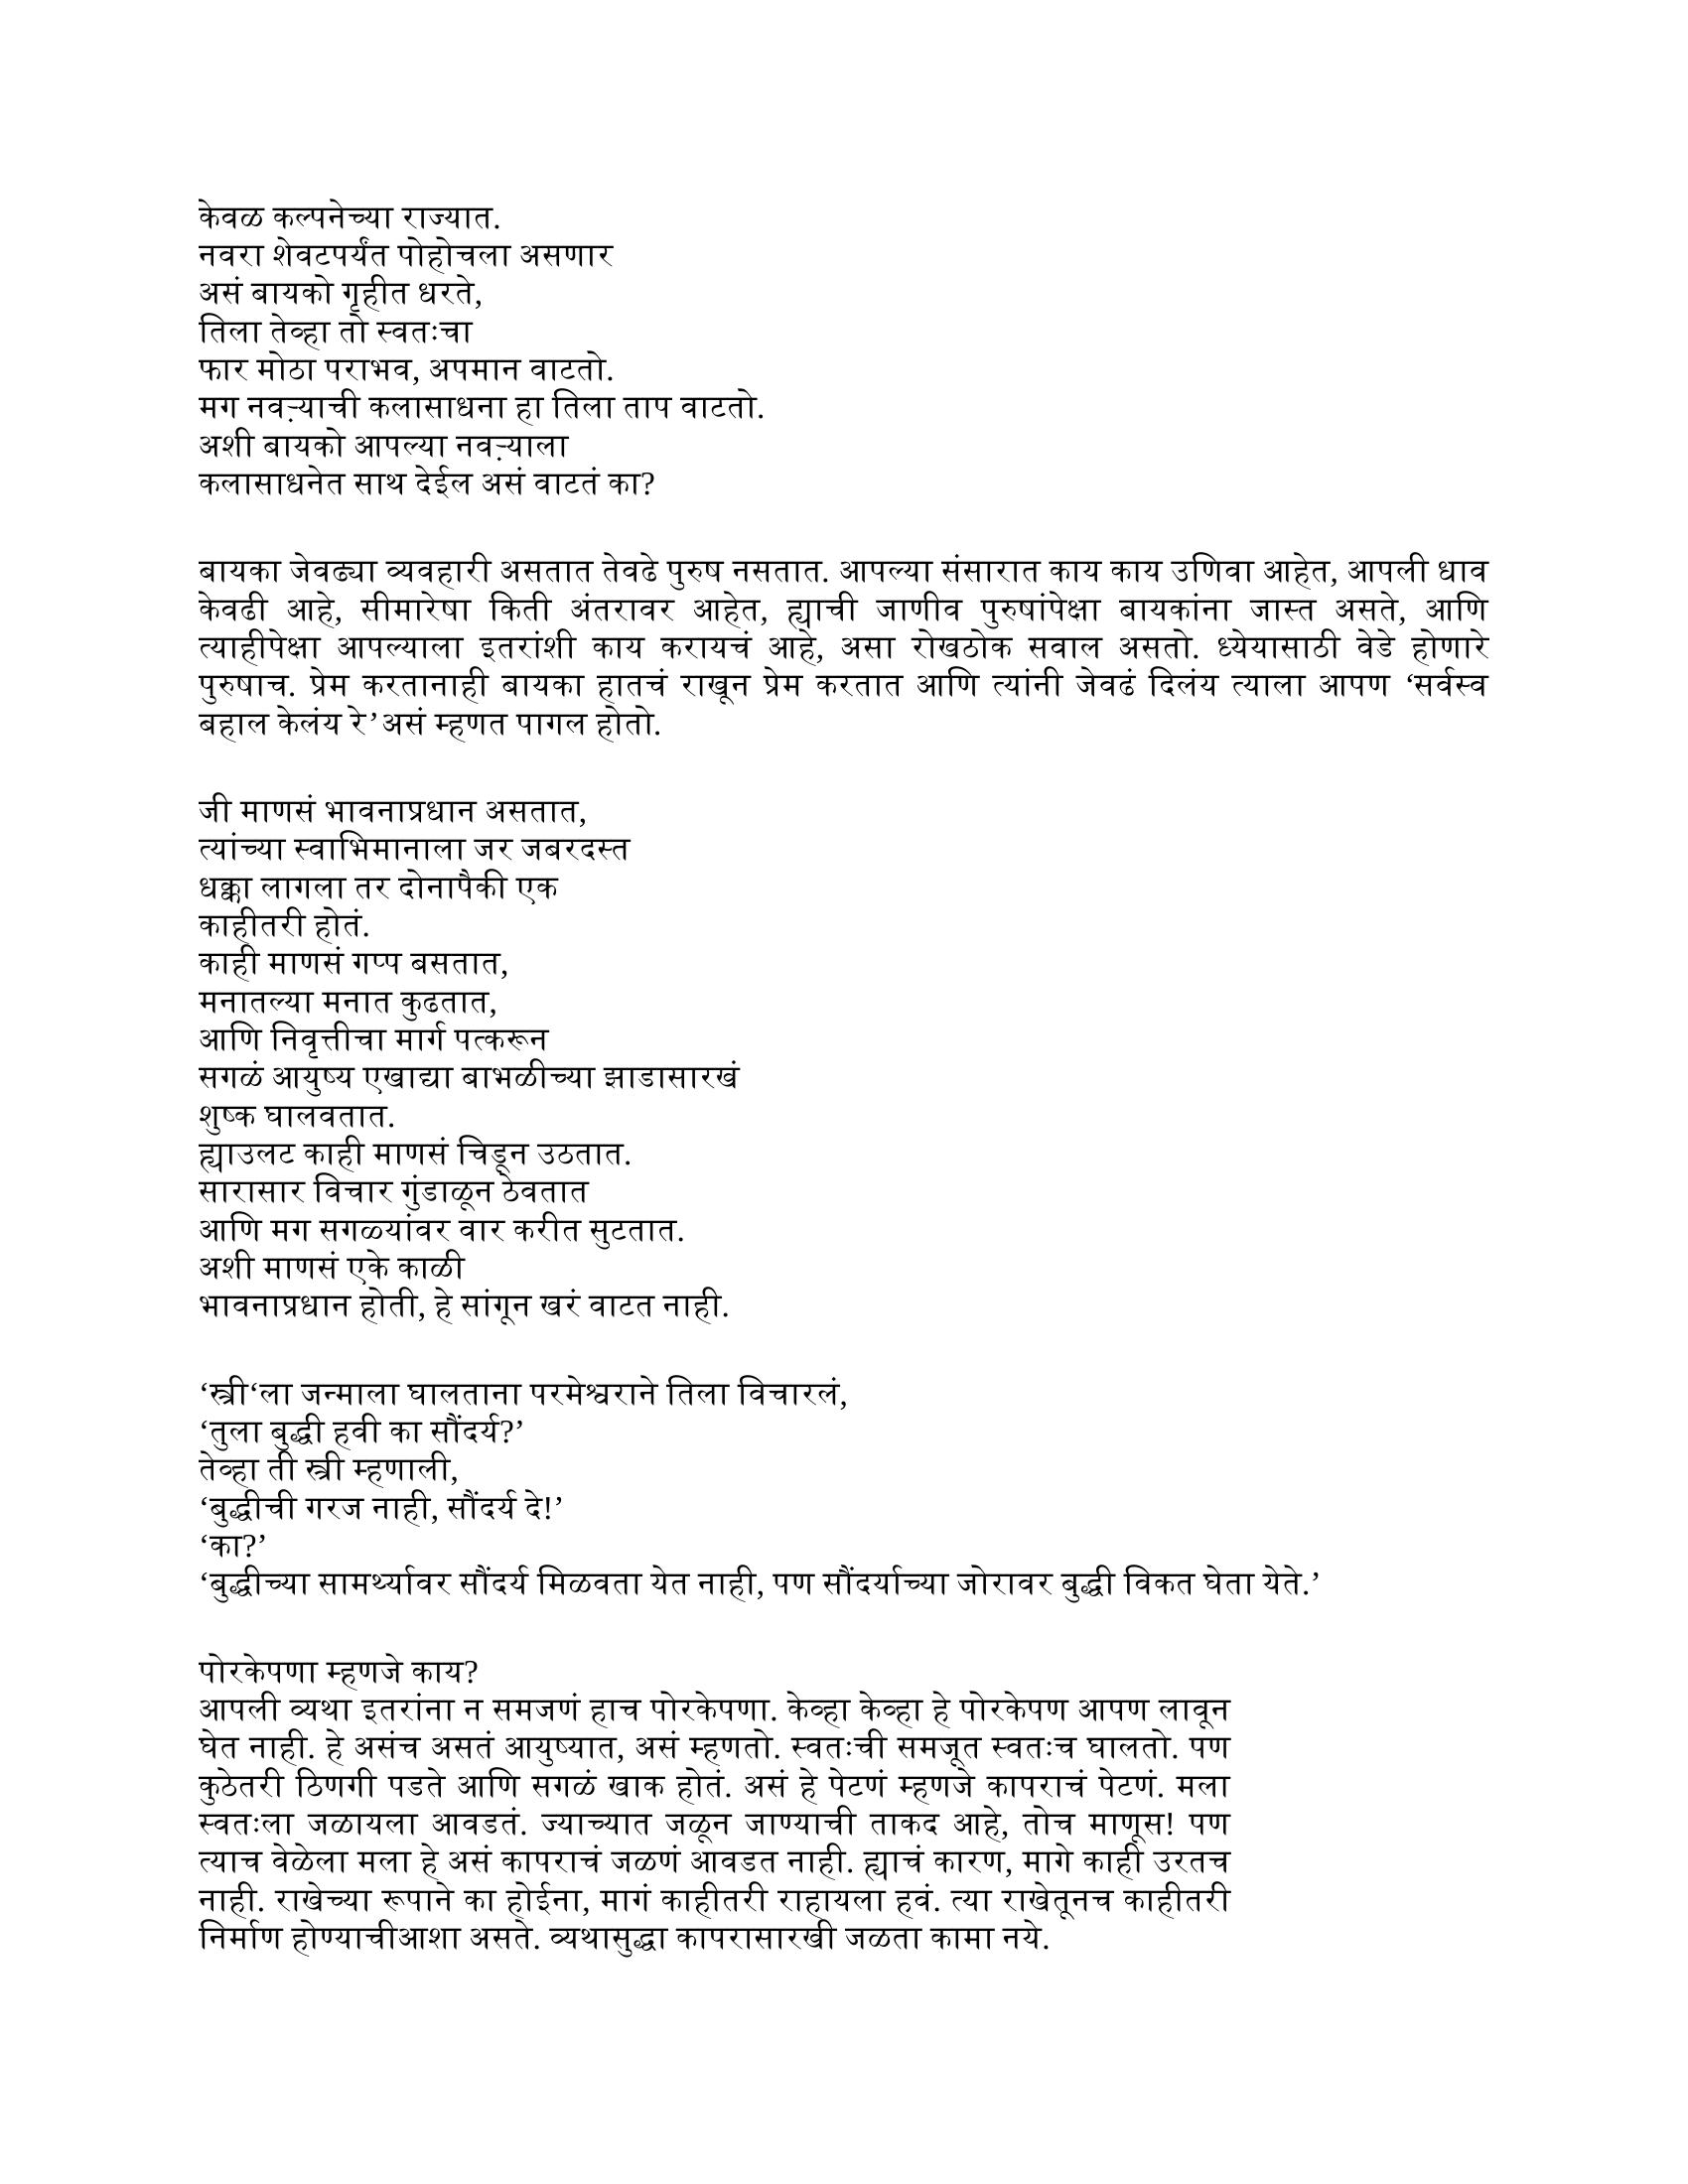 केवळ कल्पनेच्या राज्यात.
नवरा शेवटपर्यंत पोहोचला असणार
असं बायको गृहीत धरते,
तिला तेव्हा तो स्वतःचा
फार मोठा पराभव, अपमान वाटतो.
मग नवऱ्याची कलासाधना हा तिला ताप वाटतो.
अशी बायको आपल्या नवऱ्याला
कलासाधनेत साथ देईल असं वाटतं का?
बायका जेवढ्या व्यवहारी असतात तेवढे पुरुष नसतात. आपल्या संसारात काय काय उणिवा आहेत, आपली धाव
केवढी आहे, सीमारेषा किती अंतरावर आहेत, ह्याची जाणीव पुरुषांपेक्षा बायकांना जास्त असते, आणि
त्याहीपेक्षा आपल्याला इतरांशी काय करायचं आहे, असा रोखठोक सवाल असतो. ध्येयासाठी वेडे होणारे
पुरुषाच. प्रेम करतानाही बायका हातचं राखून प्रेम करतात आणि त्यांनी जेवढं दिलंय त्याला आपण ‘सर्वस्व
बहाल केलंय रे’असं म्हणत पागल होतो.
जी माणसं भावनाप्रधान असतात,
त्यांच्या स्वाभिमानाला जर जबरदस्त
धक्का लागला तर दोनापैकी एक
काहीतरी होतं.
काही माणसं गप्प बसतात,
मनातल्या मनात कुढतात,
आणि निवृत्तीचा मार्ग पत्करून
सगळं आयुष्य एखाद्या बाभळीच्या झाडासारखं
शुष्क घालवतात.
ह्याउलट काही माणसं चिडून उठतात.
सारासार विचार गुंडाळून ठेवतात
आणि मग सगळ्यांवर वार करीत सुटतात.
अशी माणसं एके काळी
भावनाप्रधान होती, हे सांगून खरं वाटत नाही.
‘स्त्री‘ला जन्माला घालताना परमेश्वराने तिला विचारलं,
‘तुला बुद्धी हवी का सौंदर्य?’
तेव्हा ती स्त्री म्हणाली,
‘बुद्धीची गरज नाही, सौंदर्य दे!’
‘का?’
‘बुद्धीच्या सामर्थ्यावर सौंदर्य मिळवता येत नाही, पण सौंदर्याच्या जोरावर बुद्धी विकत घेता येते.’
पोरकेपणा म्हणजे काय?
आपली व्यथा इतरांना न समजणं हाच पोरकेपणा. केव्हा केव्हा हे पोरकेपण आपण लावून
घेत नाही. हे असंच असतं आयुष्यात, असं म्हणतो. स्वतःची समजूत स्वतःच घालतो. पण
कुठेतरी ठिणगी पडते आणि सगळं खाक होतं. असं हे पेटणं म्हणजे कापराचं पेटणं. मला
स्वतःला जळायला आवडतं. ज्याच्यात जळून जाण्याची ताकद आहे, तोच माणूस! पण
त्याच वेळेला मला हे असं कापराचं जळणं आवडत नाही. ह्याचं कारण, मागे काही उरतच
नाही. राखेच्या रूपाने का होईना, मागं काहीतरी राहायला हवं. त्या राखेतूनच काहीतरी
निर्माण होण्याचीआशा असते. व्यथासुद्धा कापरासारखी जळता कामा नये.